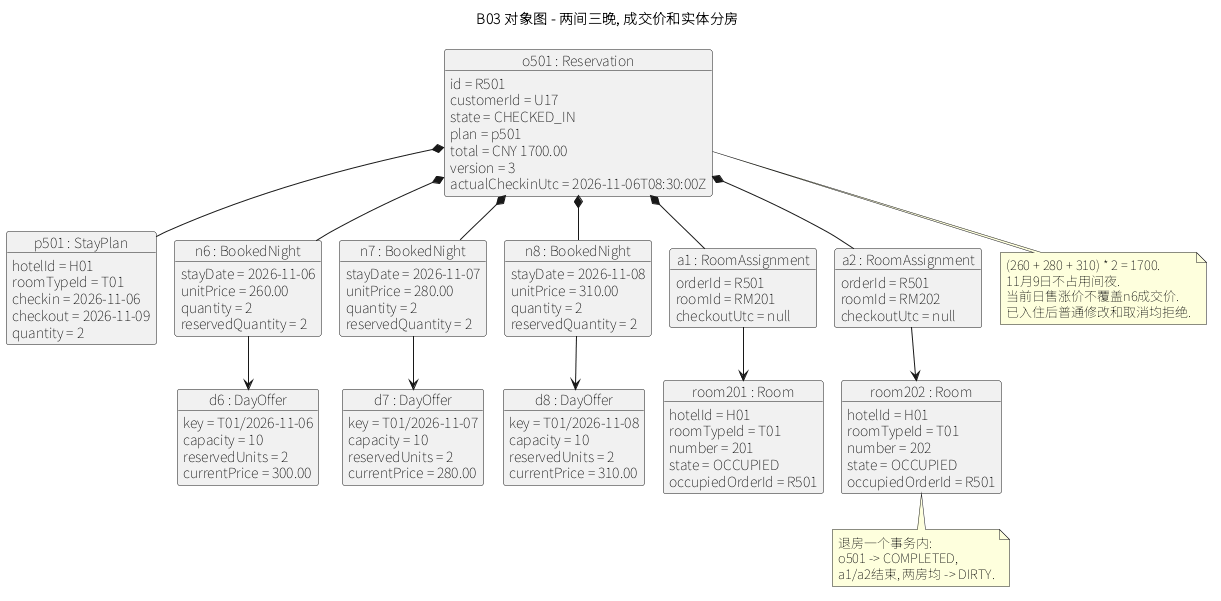 B03 对象图 - 两间三晚, 成交价和实体分房
o501 : Reservation
id = R501
customerId = U17
state = CHECKED_IN
plan = p501
total = CNY 1700.00
version = 3
actualCheckinUtc = 2026-11-06T08:30:00Z
p501 : StayPlan
hotelId = H01
roomTypeId = T01
checkin = 2026-11-06
checkout = 2026-11-09
quantity = 2
n6 : BookedNight
stayDate = 2026-11-06
unitPrice = 260.00
quantity = 2
reservedQuantity = 2
n7 : BookedNight
stayDate = 2026-11-07
unitPrice = 280.00
quantity = 2
reservedQuantity = 2
n8 : BookedNight
stayDate = 2026-11-08
unitPrice = 310.00
quantity = 2
reservedQuantity = 2
a1 : RoomAssignment
orderId = R501
roomId = RM201
checkoutUtc = null
a2 : RoomAssignment
orderId = R501
roomId = RM202
checkoutUtc = null
(260 + 280 + 310) * 2 = 1700.
11月9日不占用间夜.
当前日售涨价不覆盖n6成交价.
已入住后普通修改和取消均拒绝.
d6 : DayOffer
key = T01/2026-11-06
capacity = 10
reservedUnits = 2
currentPrice = 300.00
d7 : DayOffer
key = T01/2026-11-07
capacity = 10
reservedUnits = 2
currentPrice = 280.00
d8 : DayOffer
key = T01/2026-11-08
capacity = 10
reservedUnits = 2
currentPrice = 310.00
room201 : Room
hotelId = H01
roomTypeId = T01
number = 201
state = OCCUPIED
occupiedOrderId = R501
room202 : Room
hotelId = H01
roomTypeId = T01
number = 202
state = OCCUPIED
occupiedOrderId = R501
退房一个事务内:
o501 -> COMPLETED,
a1/a2结束, 两房均 -> DIRTY.